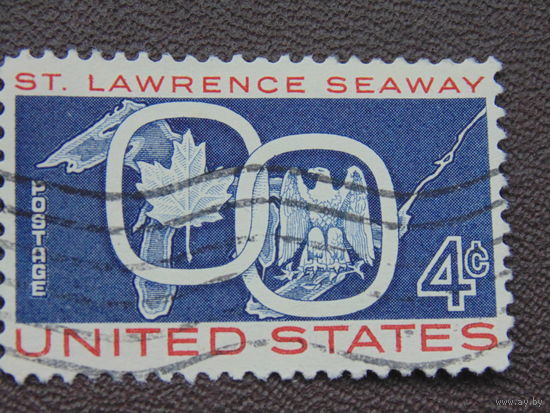 ST. LAWRENCE SEAWAY
POSTAGE
4¢
UNITED STATES
www.ay.by